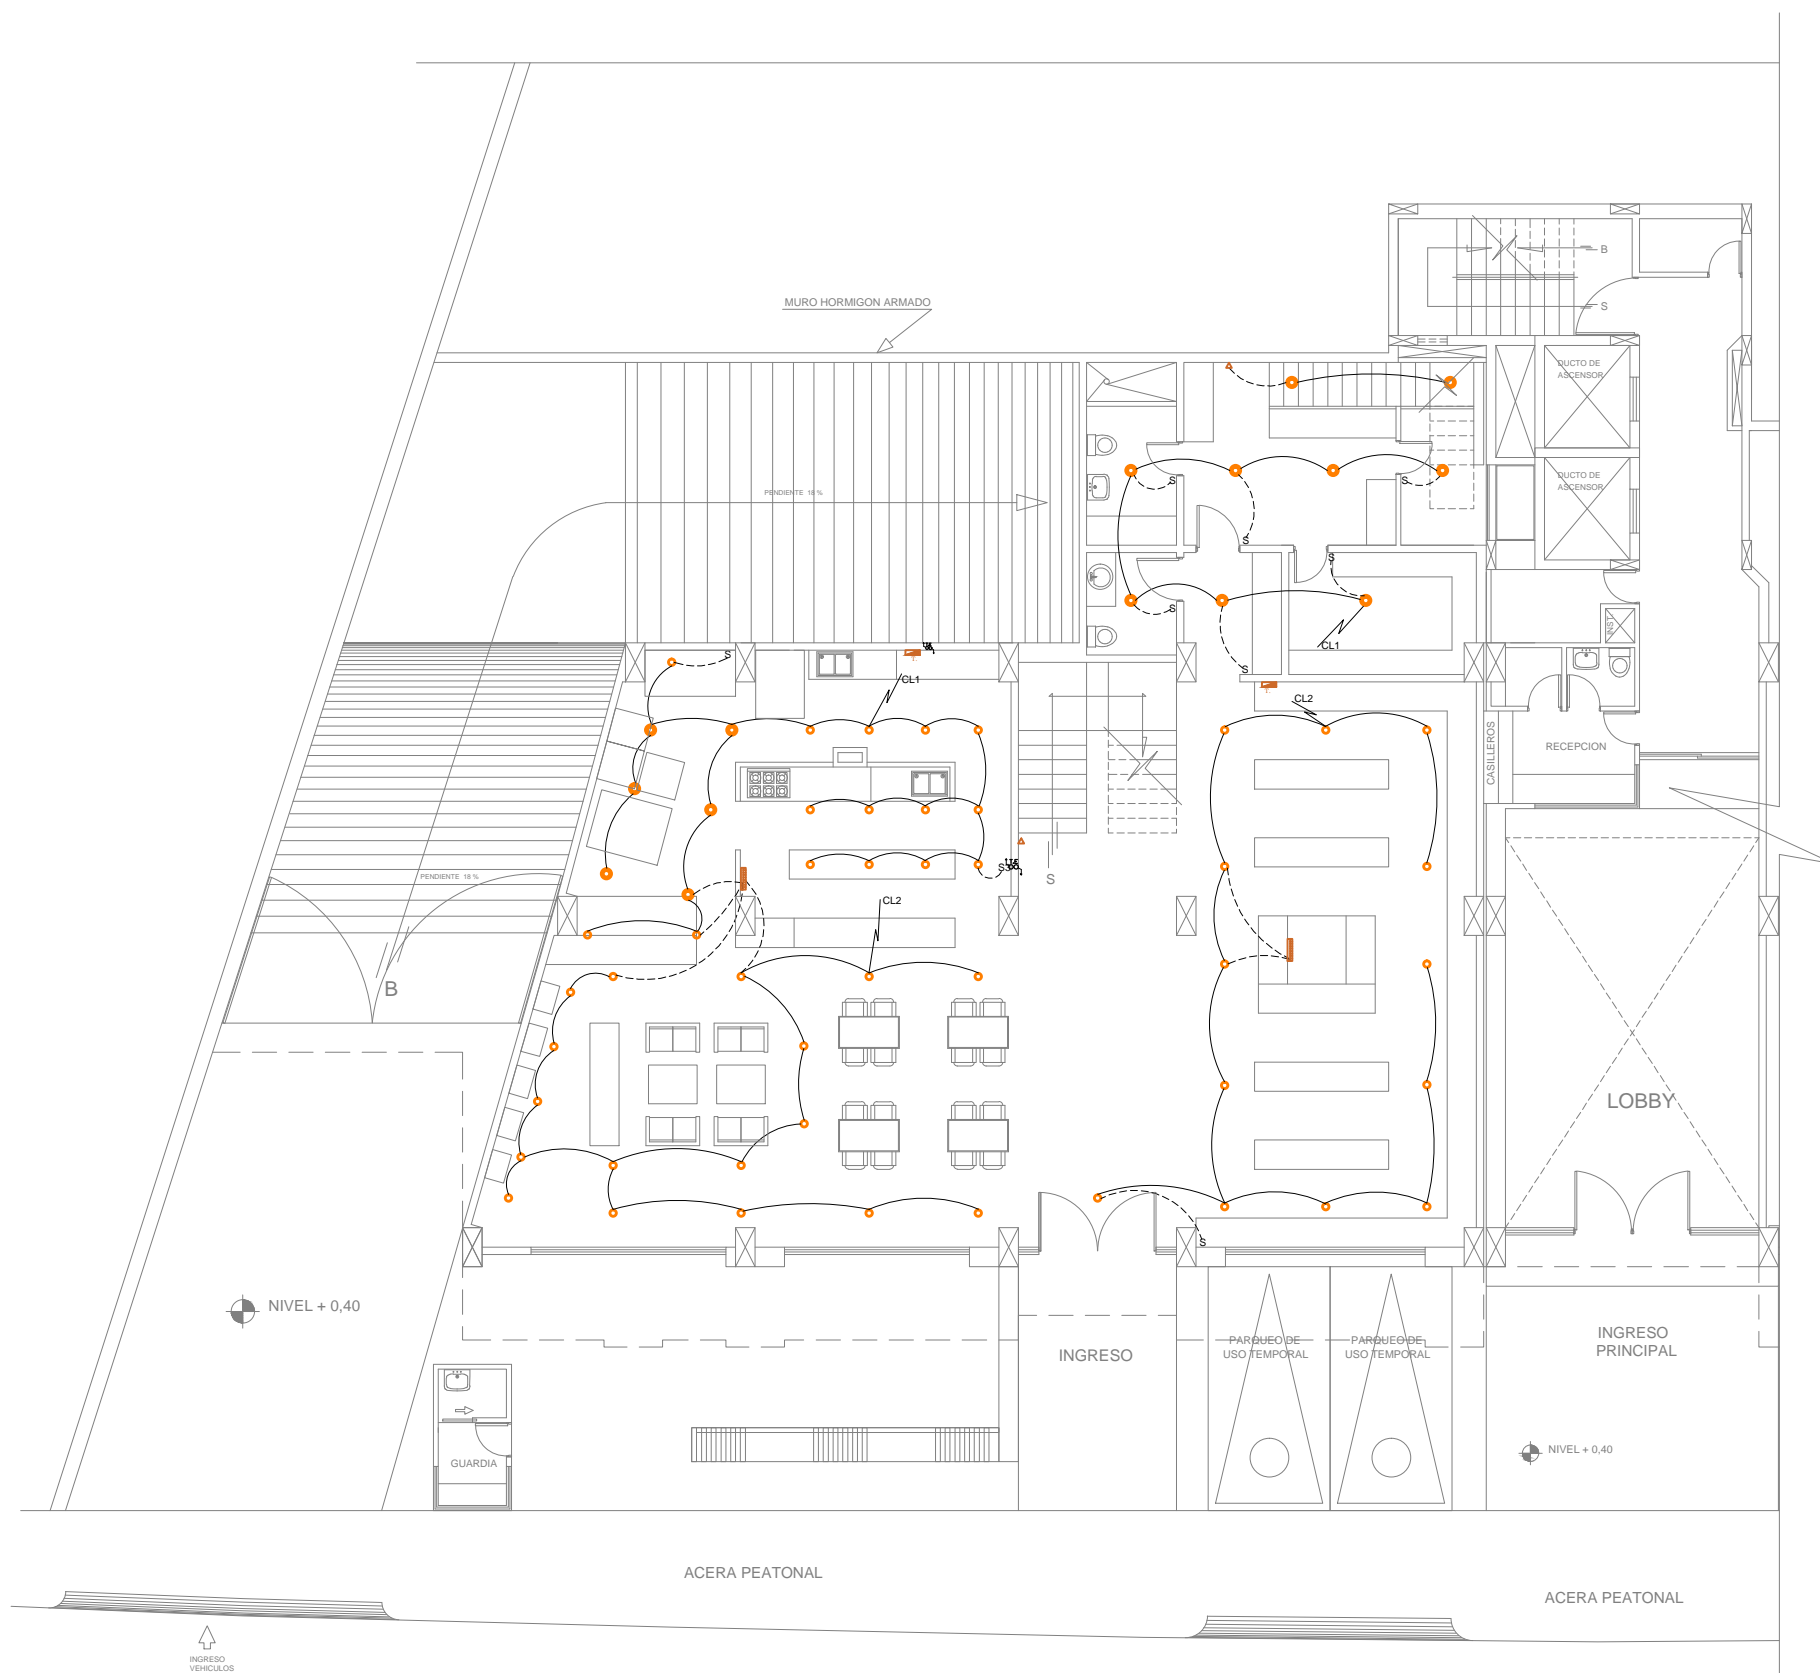 B
MURO HORMIGON ARMADO
S
DUCTO DE
ASCENSOR
PENDIENTE 18 %
DUCTO DE
ASCENSOR
S
S
S
S
S
INST.
CL1
S
S
CL1
CL2
CASILLEROS
RECEPCION
S
S
PENDIENTE 18 %
CL2
B
LOBBY
S
NIVEL + 0,40
INGRESO
PARQUEO DE
USO TEMPORAL
PARQUEO DE
USO TEMPORAL
INGRESO
PRINCIPAL
NIVEL + 0,40
GUARDIA
ACERA PEATONAL
ACERA PEATONAL
INGRESO
VEHICULOS